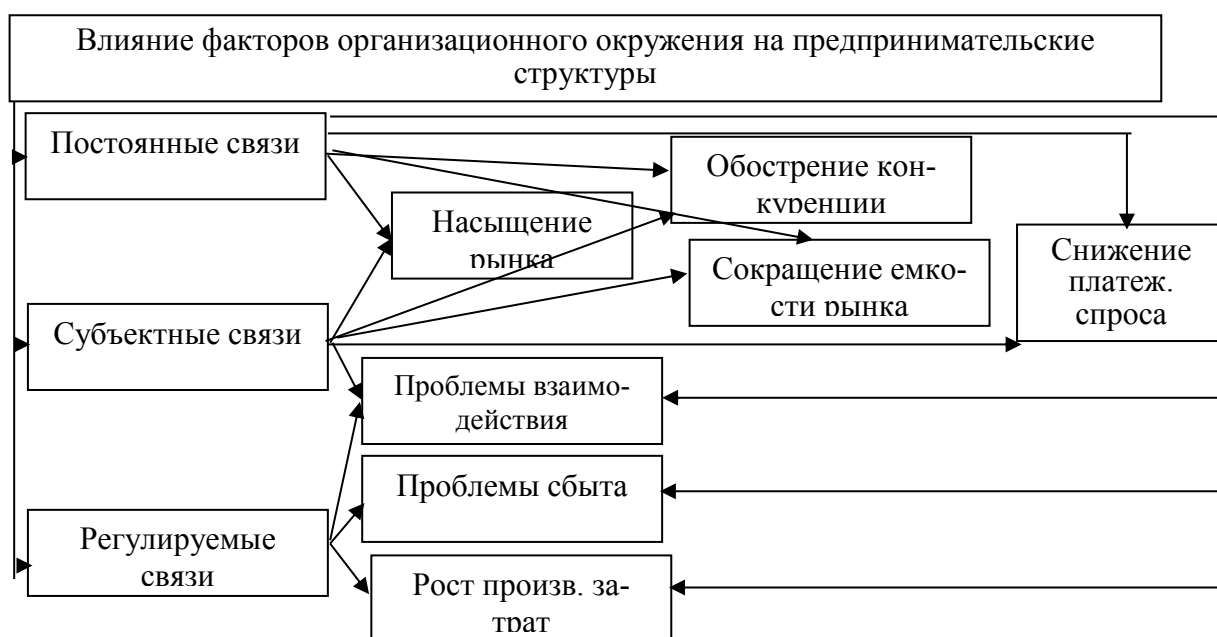 Влияние факторов организационного окружения на предпринимательские
структуры
Постоянные связи
Обострение кон-
куренции
Насыщение
рынка
Сокращение емко-
сти рынка
Снижение
платеж.
спроса
Субъектные связи
Проблемы взаимо-
действия
Проблемы сбыта
Регулируемые
связи
Рост произв. за-
трат